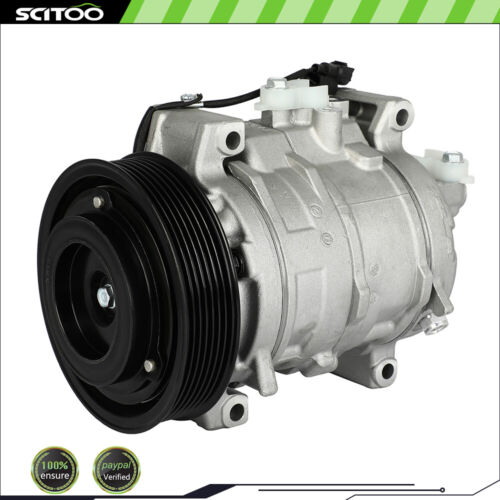 SCITOO
100%
ensure
paypal
Verified